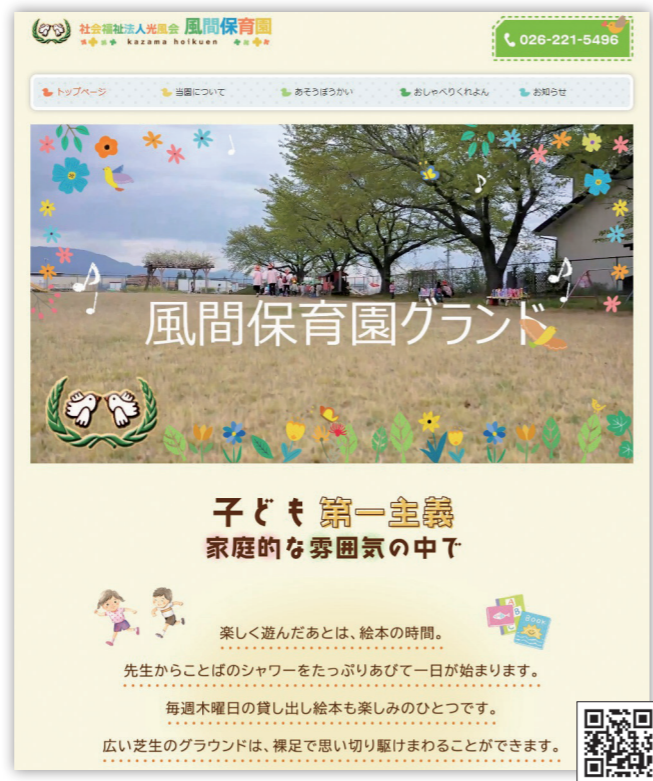 社会福祉法人光風会 風間保育園
kazama hoikuen
026-221-5496
トップページ 当園について あそうぼうかい おしゃべりくれよん お知らせ
風間保育園グランド
子ども第一主義
家庭的な雰囲気の中で
Book
楽しく遊んだあとは、絵本の時間。
先生からことばのシャワーをたっぷりあびて一日が始まります。
毎週木曜日の貸し出し絵本も楽しみのひとつです。
広い芝生のグラウンドは、裸足で思い切り駆けまわることができます。